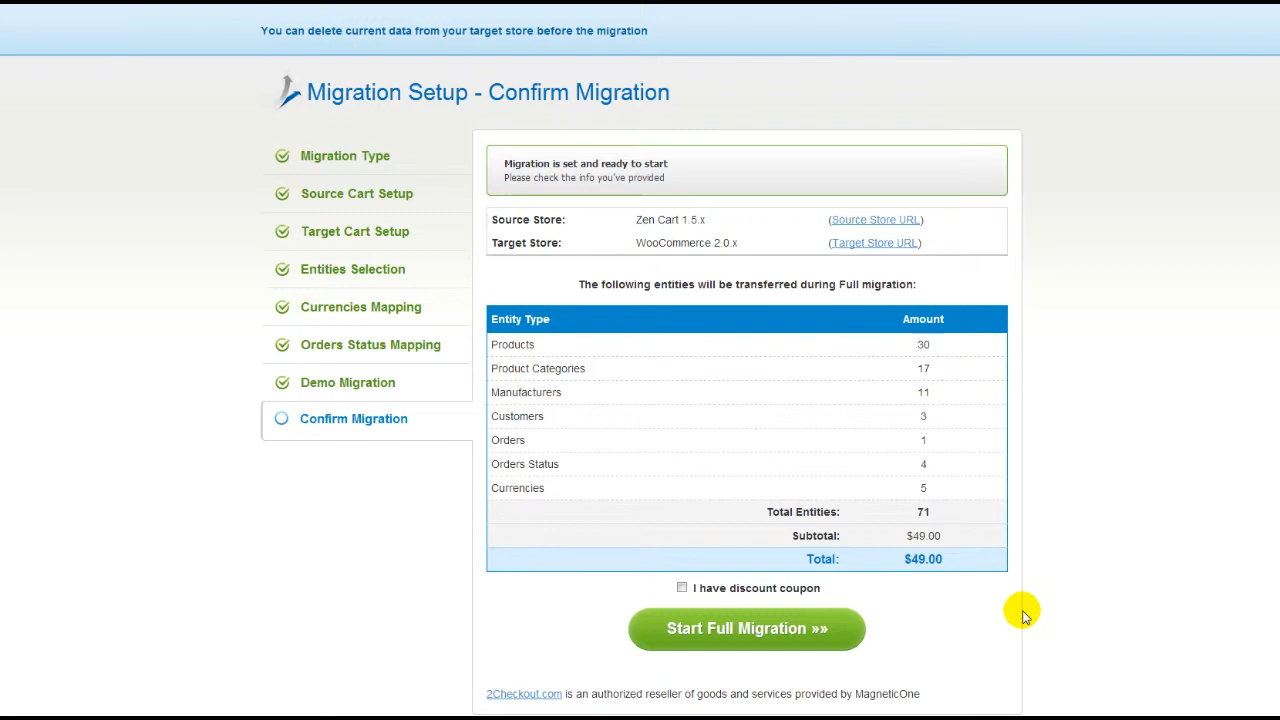 You can delete current data from your target store before the migration
Migration Setup - Confirm Migration
Migration Type
Source Cart Setup
Target Cart Setup
Entities Selection
Currencies Mapping
Orders Status Mapping
Demo Migration
Confirm Migration
Migration is set and ready to start
Please check the info you've provided
Source Store: Zen Cart 1.5.x (Source Store URL)
Target Store: WooCommerce 2.0.x (Target Store URL)
The following entities will be transferred during Full migration:
Entity Type Amount
Products 30
Product Categories 17
Manufacturers 11
Customers 3
Orders 1
Orders Status 4
Currencies 5
Total Entities: 71
Subtotal: $49.00
Total: $49.00
I have discount coupon
Start Full Migration »»
2Checkout.com is an authorized reseller of goods and services provided by MagneticOne